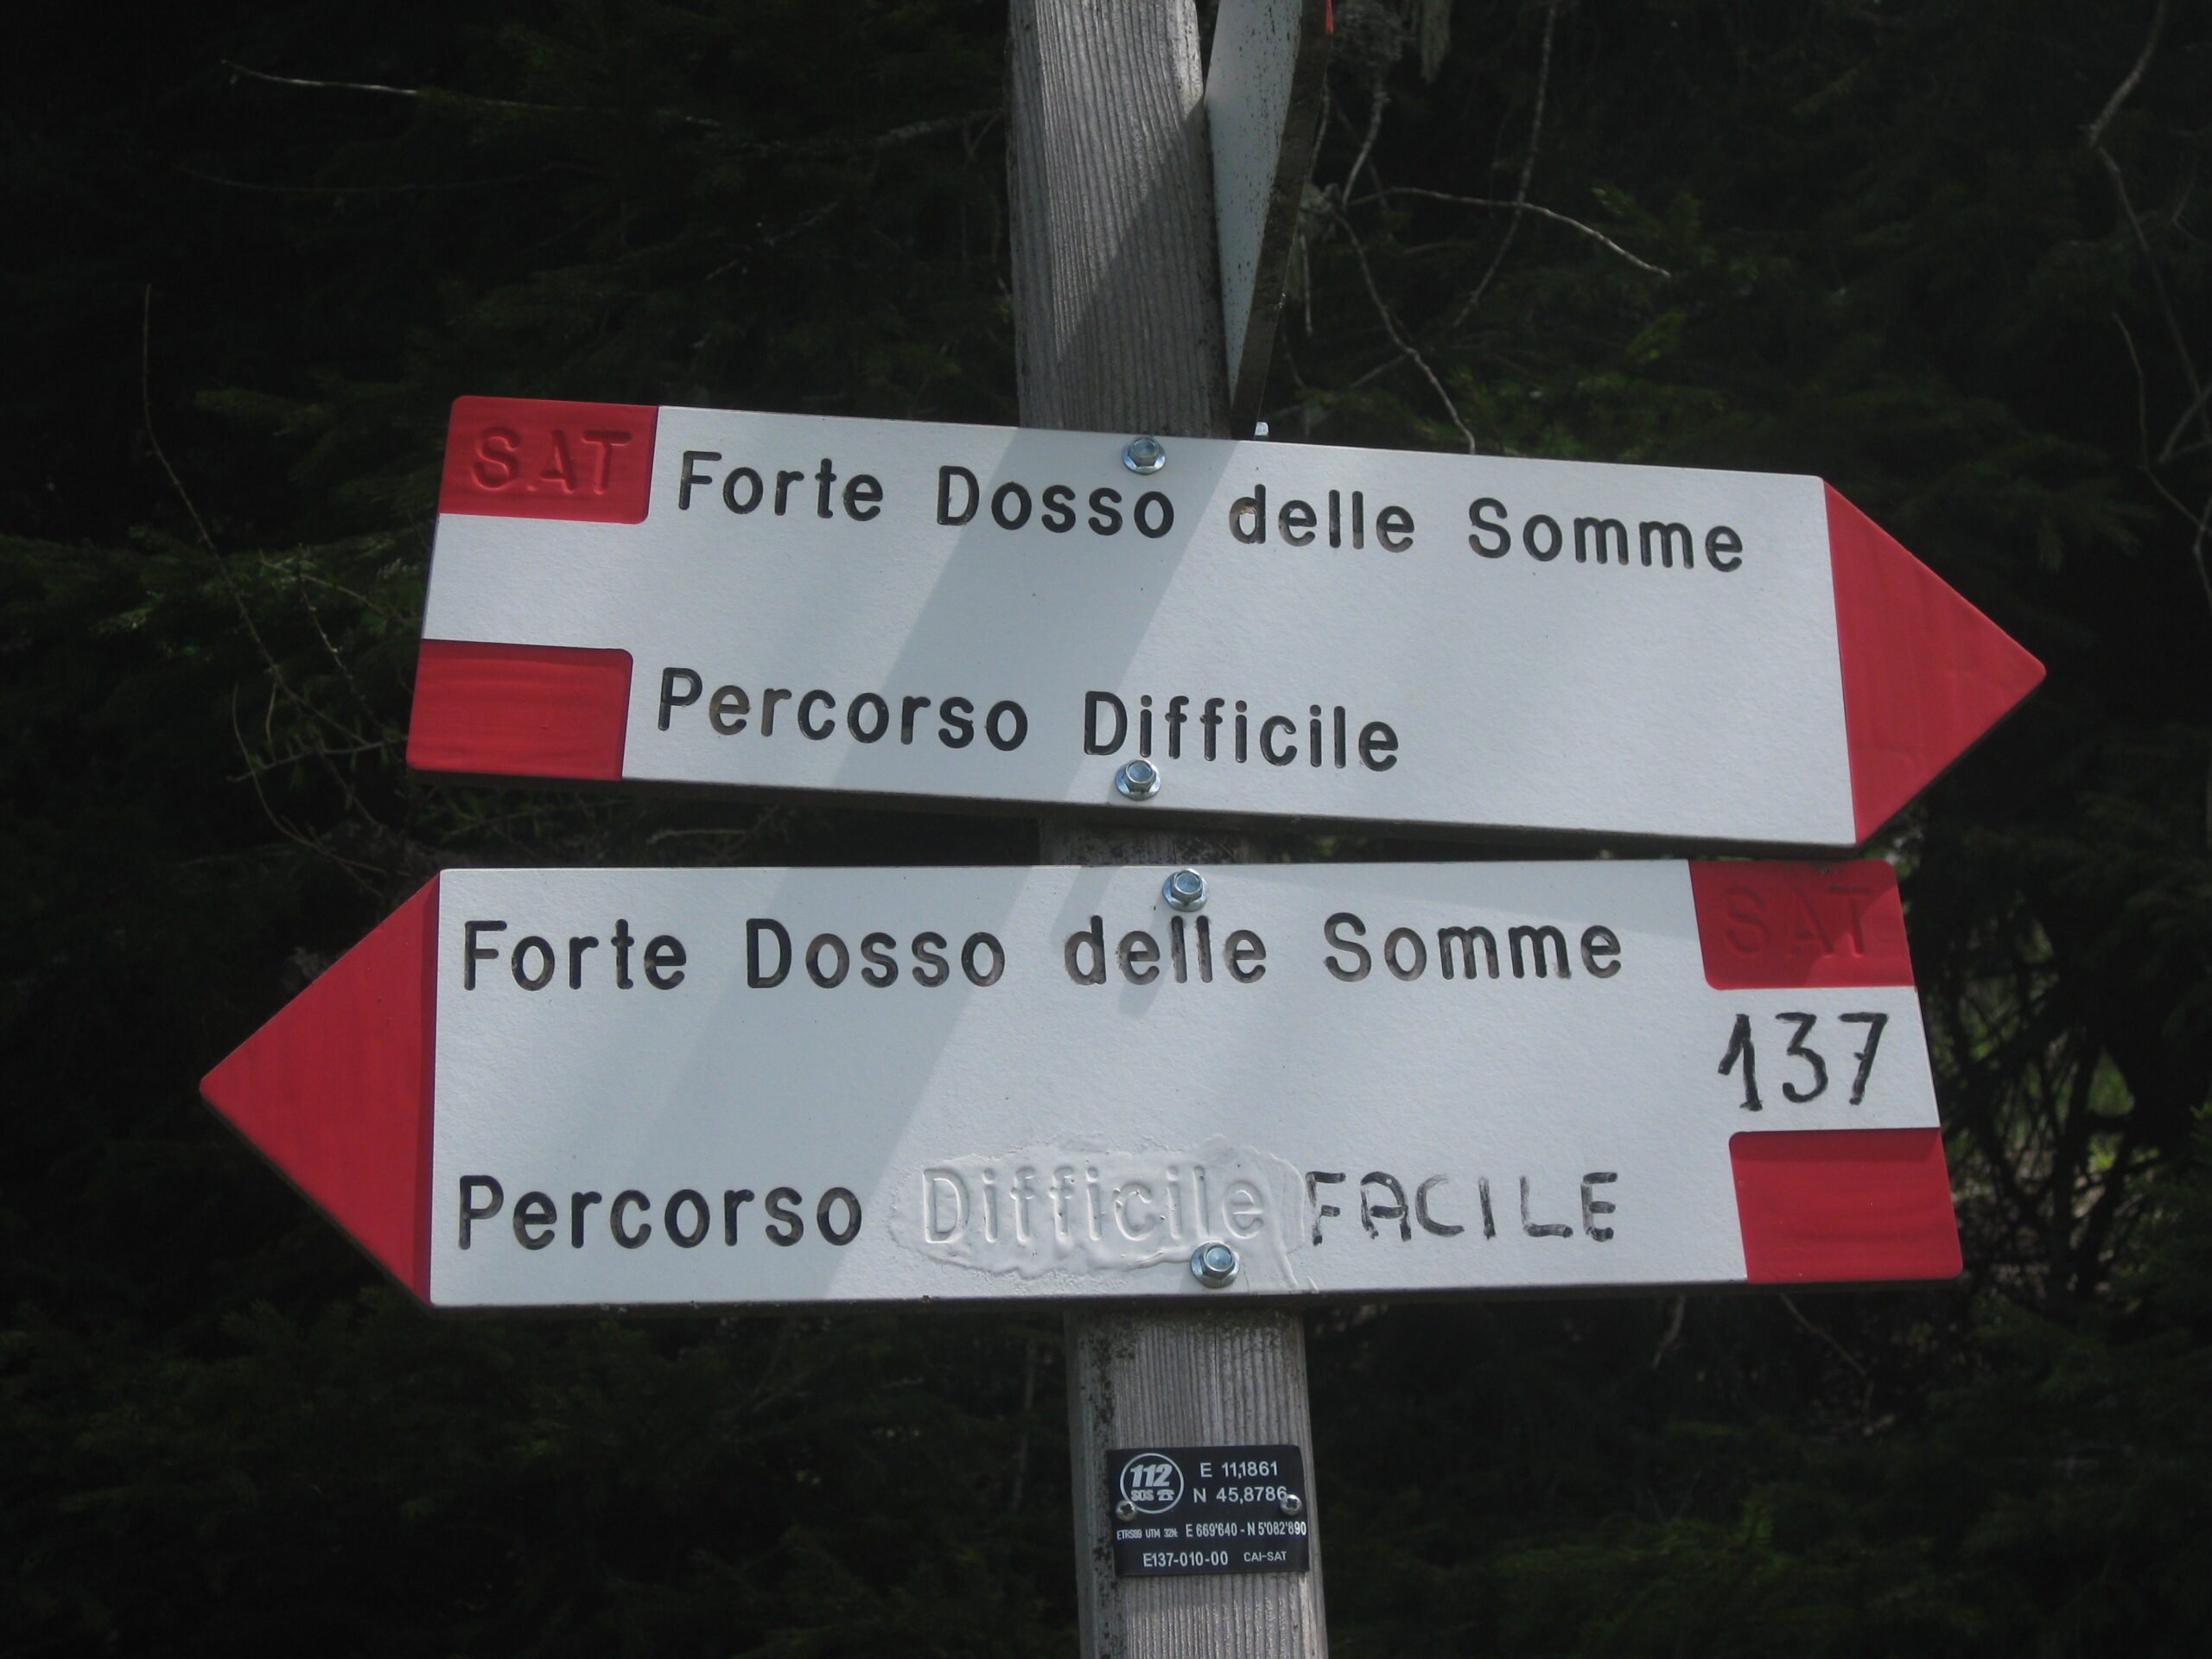 SAT
Forte Dosso delle Somme
Percorso Difficile
Forte Dosso delle Somme
SAT
137
Percorso Difficile FACILE
112 E 11,1861
SOS N 45,8786
ETRS89 UTM 32N: E 669'640 - N 5'082'890
E137-010-00 CAI-SAT